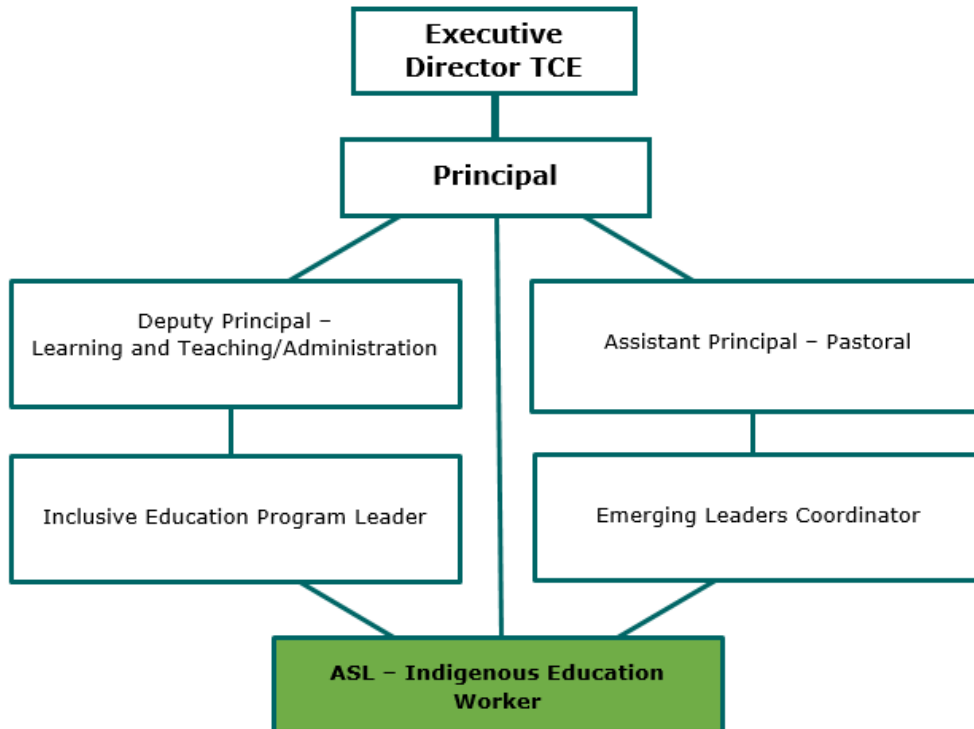 Executive
Director TCE
Principal
Deputy Principal –
Learning and Teaching/Administration
Assistant Principal – Pastoral
Inclusive Education Program Leader
Emerging Leaders Coordinator
ASL – Indigenous Education
Worker